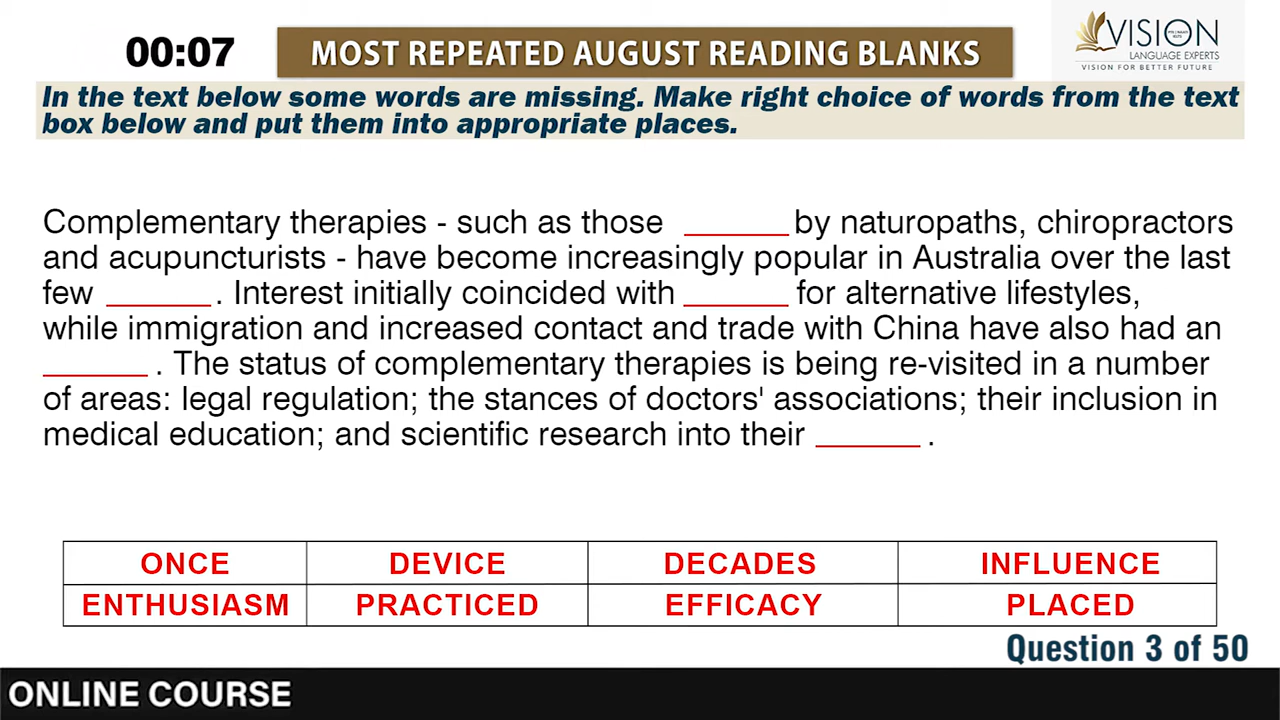 00:07
MOST REPEATED AUGUST READING BLANKS
VISION
LANGUAGE EXPERTS
VISION FOR BETTER FUTURE
In the text below some words are missing. Make right choice of words from the text
box below and put them into appropriate places.
Complementary therapies - such as those ______ by naturopaths, chiropractors
and acupuncturists - have become increasingly popular in Australia over the last
few ______ . Interest initially coincided with ______ for alternative lifestyles,
while immigration and increased contact and trade with China have also had an
______ . The status of complementary therapies is being re-visited in a number
of areas: legal regulation; the stances of doctors' associations; their inclusion in
medical education; and scientific research into their ______ .
ONCE DEVICE DECADES INFLUENCE
ENTHUSIASM PRACTICED EFFICACY PLACED
Question 3 of 50
ONLINE COURSE